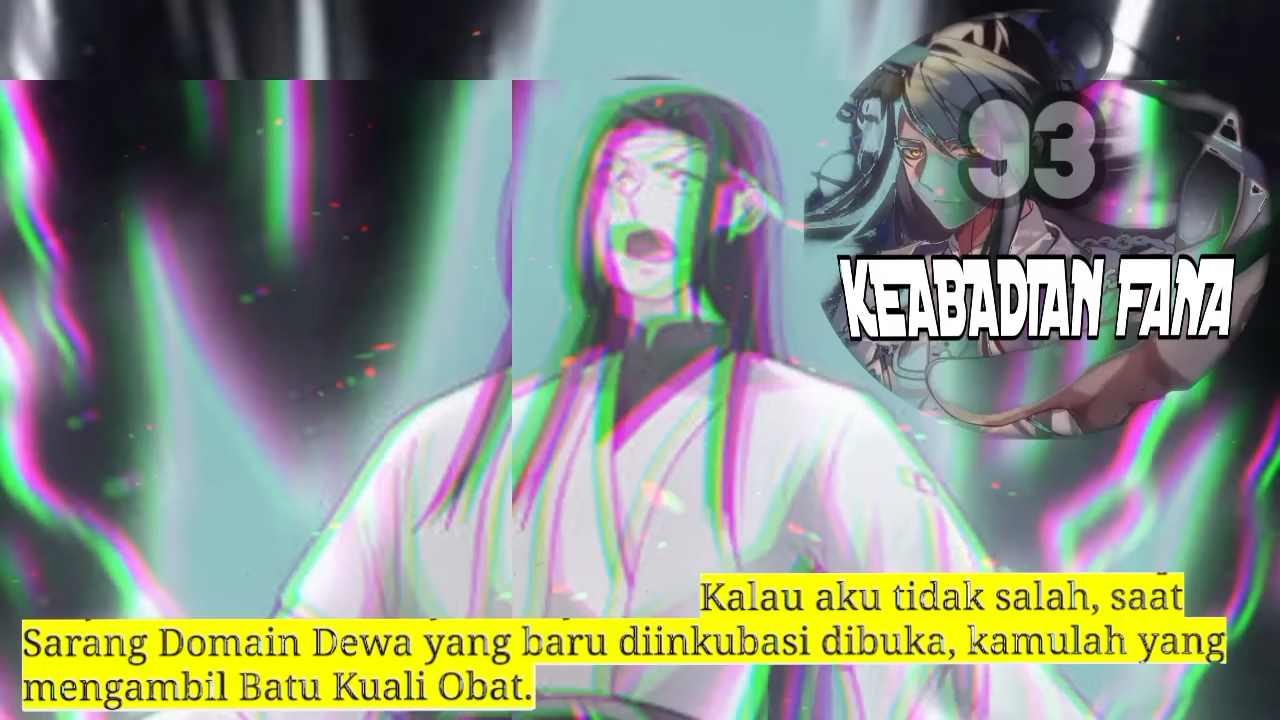 93
KEABADIAN FANA
Kalau aku tidak salah, saat
Sarang Domain Dewa yang baru diinkubasi dibuka, kamulah yang
mengambil Batu Kuali Obat.